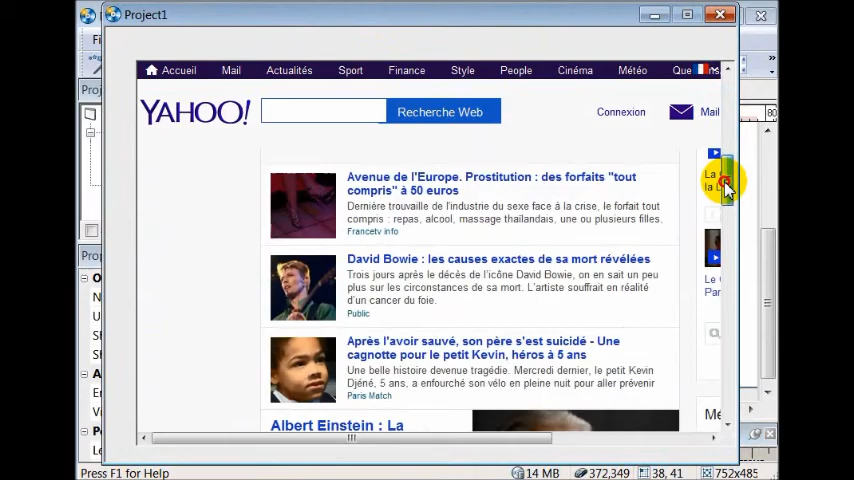 Project1
Fi
Accueil Mail Actualités Sport Finance Style People Cinéma Météo
80
YAHOO! Recherche Web Connexion Mail
Proj
Avenue de l'Europe. Prostitution : des forfaits "tout
compris" à 50 euros
Dernière trouvaille de l'industrie du sexe face à la crise, le forfait tout
compris : repas, alcool, massage thaïlandais, une ou plusieurs filles.
Francetv info
Prop
David Bowie : les causes exactes de sa mort révélées
Trois jours après le décès de l'icône David Bowie, on en sait un peu
plus sur les circonstances de sa mort. L'artiste souffrait en réalité
d'un cancer du foie.
Public
Après l'avoir sauvé, son père s'est suicidé - Une
cagnotte pour le petit Kevin, héros à 5 ans
Une belle histoire devenue tragédie. Mercredi dernier, le petit Kevin
Djéné, 5 ans, a enfourché son vélo en pleine nuit pour aller prévenir
Paris Match
Albert Einstein : La
Press F1 for Help 14 MB 372,349 38, 41 752x485